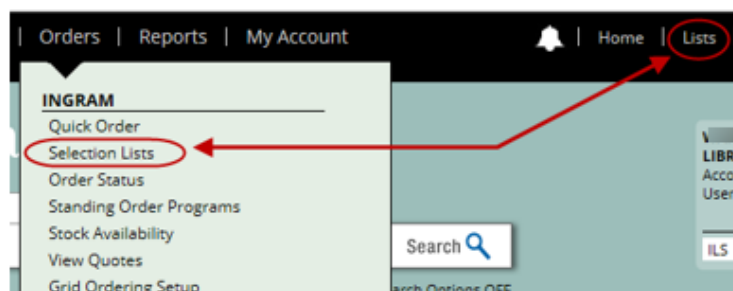 | Orders | Reports | My Account | Home | Lists
INGRAM
Quick Order
Selection Lists
LIBR
Order Status
Acco
User
Standing Order Programs
Stock Availability
Search
ILS
View Quotes
Grid Ordering Setup
arch Options OFF